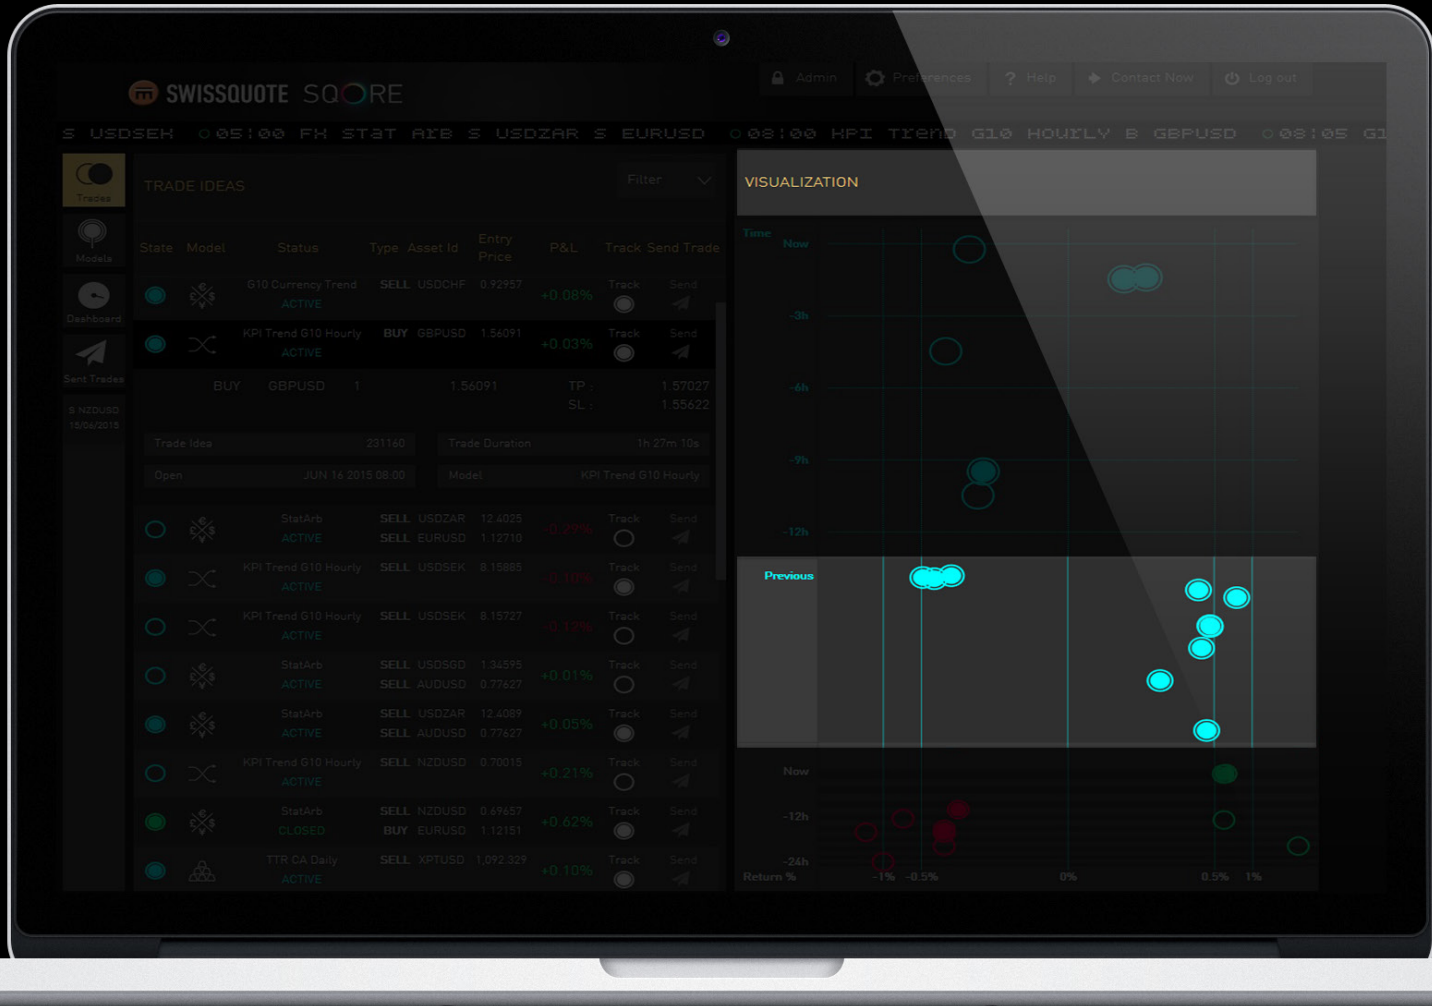 SWISSQUOTE SQORE
Admin
Preferences
? Help
Contact Now
Log out
S USDSEK 05:00 FX Stat Arb S USDZAR S EURUSD 08:00 KPI Trend G10 Hourly B GBPUSD 08:05 G1
Trades
Models
Dashboard
Sent Trades
S NZDUSD
15/06/2015
TRADE IDEAS
Filter
State Model Status Type Asset Id Entry Price P&L Track Send Trade
G10 Currency Trend SELL USDCHF 0.92957 +0.08% Track Send
ACTIVE
KPI Trend G10 Hourly BUY GBPUSD 1.56091 +0.03% Track Send
ACTIVE
BUY GBPUSD 1 1.56091 TP : 1.57027
SL : 1.55622
Trade Idea 231160 Trade Duration 1h 27m 10s
Open JUN 16 2015 08:00 Model KPI Trend G10 Hourly
StatArb SELL USDZAR 12.4025 -0.29% Track Send
ACTIVE SELL EURUSD 1.12710
KPI Trend G10 Hourly SELL USDSEK 8.15885 -0.10% Track Send
ACTIVE
KPI Trend G10 Hourly SELL USDSEK 8.15727 -0.12% Track Send
ACTIVE
StatArb SELL USDSGD 1.34595 +0.01% Track Send
ACTIVE SELL AUDUSD 0.77627
StatArb SELL USDZAR 12.4089 +0.05% Track Send
ACTIVE SELL AUDUSD 0.77627
KPI Trend G10 Hourly SELL NZDUSD 0.70015 +0.21% Track Send
ACTIVE
StatArb SELL NZDUSD 0.69657 +0.62% Track Send
CLOSED BUY EURUSD 1.12151
TTR CA Daily SELL XPTUSD 1,092.329 +0.10% Track Send
ACTIVE
VISUALIZATION
Time
Now
-3h
-6h
-9h
-12h
Previous
Now
-12h
-24h
Return % -1% -0.5% 0% 0.5% 1%